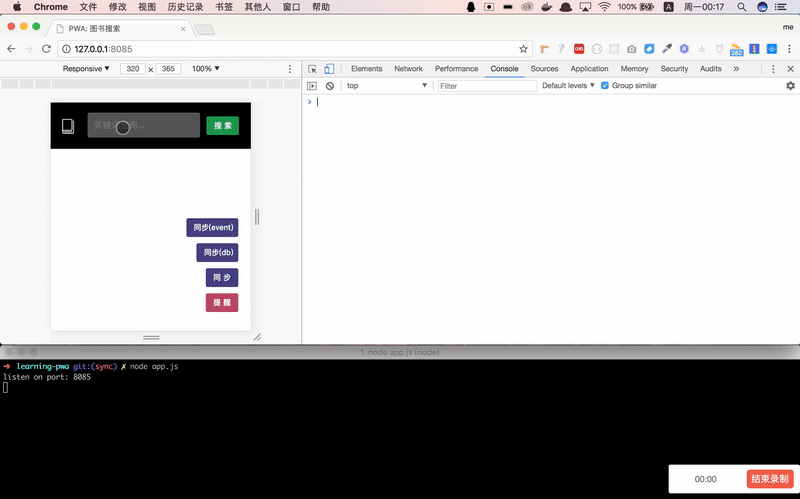 Chrome 文件 修改 视图 历史记录 书签 其他人 窗口 帮助 100% 周一00:17
PWA: 图书搜索 me
127.0.0.1:8085
Responsive 320 × 365 100%
Elements Network Performance Console Sources Application Memory Security Audits
top Filter Default levels Group similar
搜 索
同步(event)
同步(db)
同 步
提 醒
1. node app.js (node)
➜ learning-pwa git:(sync) ✗ node app.js
listen on port: 8085
00:00 结束录制